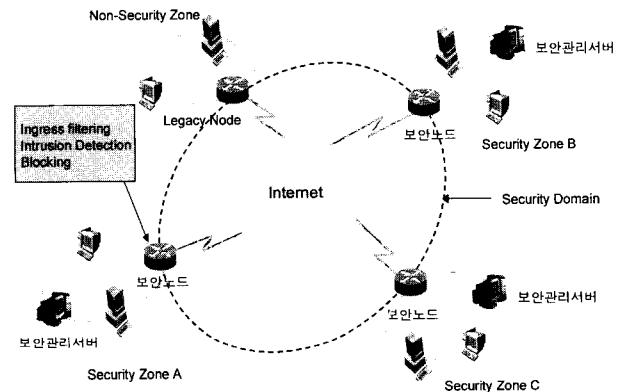 Non-Security Zone
보안관리서버
Legacy Node
보안노드
Security Zone B
Ingress filtering
Intrusion Detection
Blocking
Internet
Security Domain
보안노드
보안관리서버
보안노드
보안관리서버
Security Zone A
Security Zone C